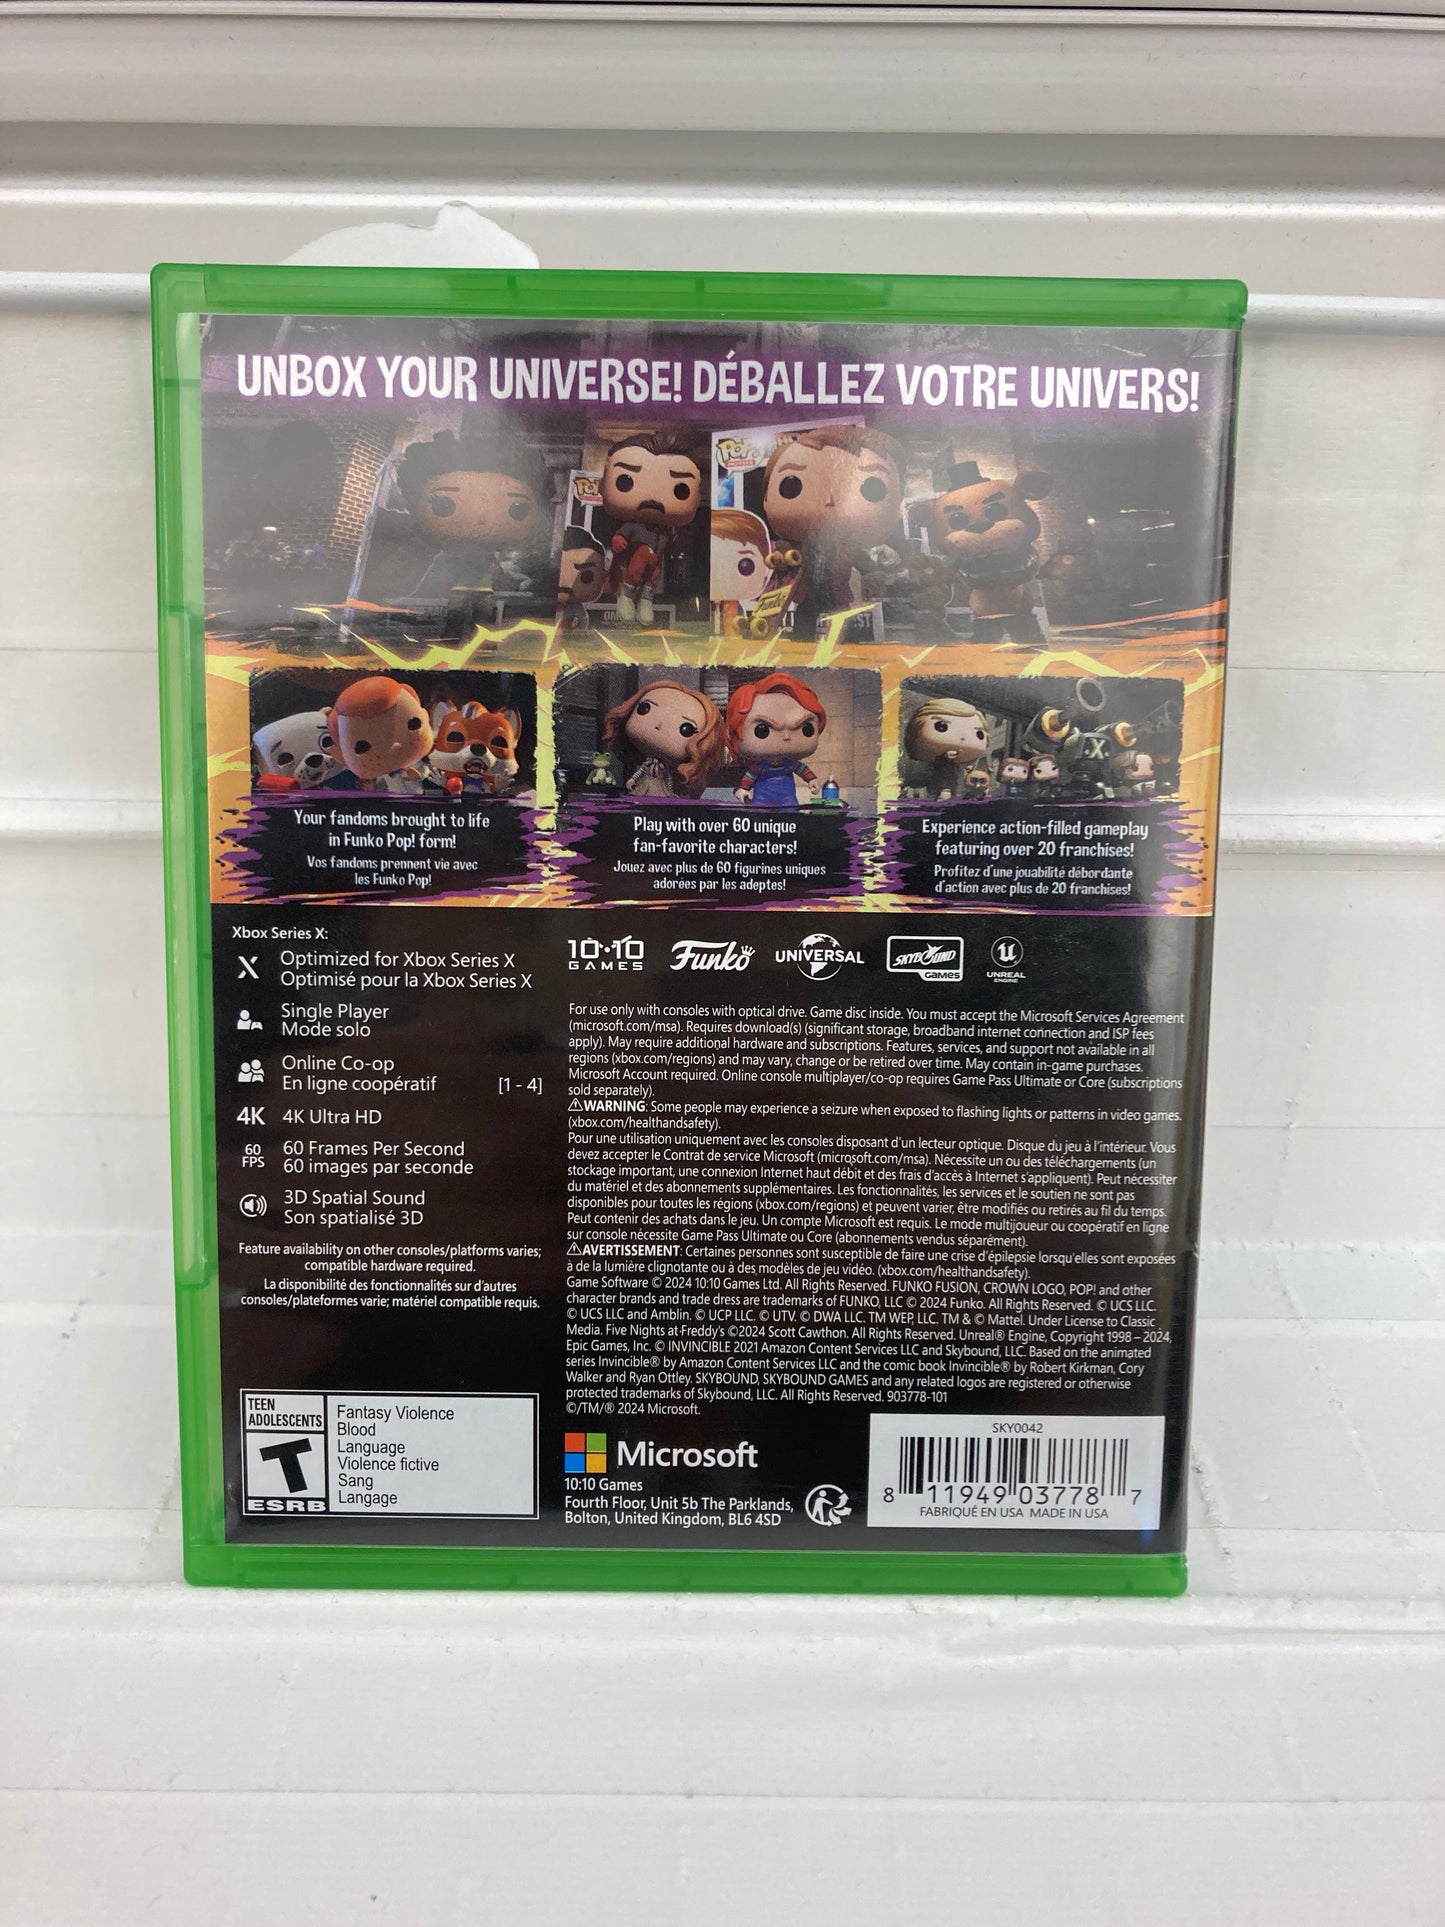 UNBOX YOUR UNIVERSE! DÉBALLEZ VOTRE UNIVERS!
Your fandoms brought to life
in Funko Pop! form!
Vos fandoms prennent vie avec
les Funko Pop!
Play with over 60 unique
fan-favorite characters!
Jouez avec plus de 60 figurines uniques
adorées par les adeptes!
Experience action-filled gameplay
featuring over 20 franchises!
Profitez d'une jouabilité débordante
d'action avec plus de 20 franchises!
Xbox Series X:
X Optimized for Xbox Series X
Optimisé pour la Xbox Series X
Single Player
Mode solo
Online Co-op
En ligne coopératif [1 - 4]
4K 4K Ultra HD
60 FPS
60 Frames Per Second
60 images par seconde
3D Spatial Sound
Son spatialisé 3D
Feature availability on other consoles/platforms varies;
compatible hardware required.
La disponibilité des fonctionnalités sur d'autres
consoles/plateformes varie; matériel compatible requis.
10:10 GAMES
Funko
UNIVERSAL
SKYBOUND GAMES
UNREAL ENGINE
For use only with consoles with optical drive. Game disc inside. You must accept the Microsoft Services Agreement
(microsoft.com/msa). Requires download(s) (significant storage, broadband internet connection and ISP fees
apply). May require additional hardware and subscriptions. Features, services, and support not available in all
regions (xbox.com/regions) and may vary, change or be retired over time. May contain in-game purchases.
Microsoft Account required. Online console multiplayer/co-op requires Game Pass Ultimate or Core (subscriptions
sold separately).
⚠WARNING: Some people may experience a seizure when exposed to flashing lights or patterns in video games.
(xbox.com/healthandsafety).
Pour une utilisation uniquement avec les consoles disposant d'un lecteur optique. Disque du jeu à l'intérieur. Vous
devez accepter le Contrat de service Microsoft (microsoft.com/msa). Nécessite un ou des téléchargements (un
stockage important, une connexion Internet haut débit et des frais d'accès à Internet s'appliquent). Peut nécessiter
du matériel et des abonnements supplémentaires. Les fonctionnalités, les services et le soutien ne sont pas
disponibles pour toutes les régions (xbox.com/regions) et peuvent varier, être modifiés ou retirés au fil du temps.
Peut contenir des achats dans le jeu. Un compte Microsoft est requis. Le mode multijoueur ou coopératif en ligne
sur console nécessite Game Pass Ultimate ou Core (abonnements vendus séparément).
⚠AVERTISSEMENT: Certaines personnes sont susceptible de faire une crise d'épilepsie lorsqu'elles sont exposées
à de la lumière clignotante ou à des modèles de jeu vidéo. (xbox.com/healthandsafety).
Game Software © 2024 10:10 Games Ltd. All Rights Reserved. FUNKO FUSION, CROWN LOGO, POP! and other
character brands and trade dress are trademarks of FUNKO, LLC © 2024 Funko. All Rights Reserved. © UCS LLC.
© UCS LLC and Amblin. © UCP LLC. © UTV. © DWA LLC. TM WEP, LLC. TM & © Mattel. Under License to Classic
Media. Five Nights at Freddy's ©2024 Scott Cawthon. All Rights Reserved. Unreal® Engine, Copyright 1998 – 2024,
Epic Games, Inc. © INVINCIBLE 2021 Amazon Content Services LLC and Skybound, LLC. Based on the animated
series Invincible® by Amazon Content Services LLC and the comic book Invincible® by Robert Kirkman, Cory
Walker and Ryan Ottley. SKYBOUND, SKYBOUND GAMES and any related logos are registered or otherwise
protected trademarks of Skybound, LLC. All Rights Reserved. 903778-101
©/TM/® 2024 Microsoft.
TEEN
ADOLESCENTS
T
ESRB
Fantasy Violence
Blood
Language
Violence fictive
Sang
Langage
Microsoft
10:10 Games
Fourth Floor, Unit 5b The Parklands,
Bolton, United Kingdom, BL6 4SD
SKY0042
8 11949 03778 7
FABRIQUÉ EN USA MADE IN USA